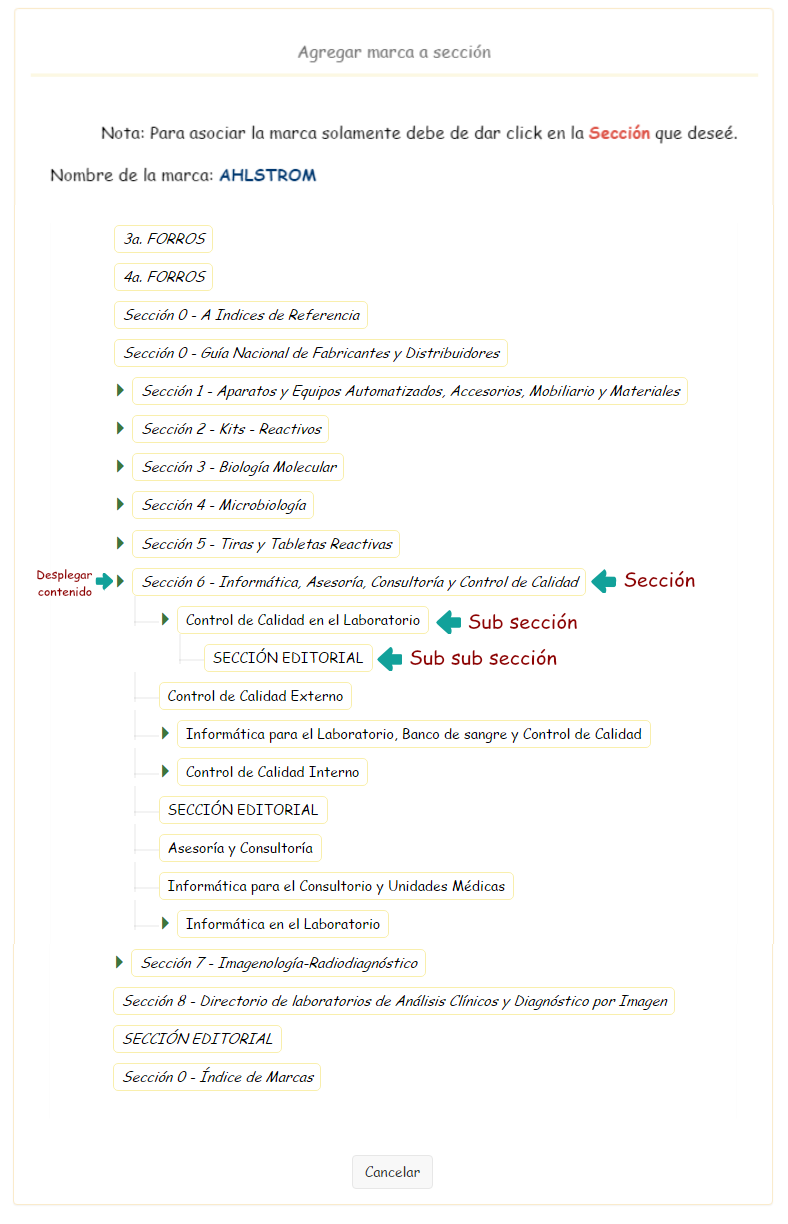 Agregar marca a sección
Nota: Para asociar la marca solamente debe de dar click en la Sección que deseé.
Nombre de la marca: AHLSTROM
3a. FORROS
4a. FORROS
Sección 0 - A Indices de Referencia
Sección 0 - Guía Nacional de Fabricantes y Distribuidores
Sección 1 - Aparatos y Equipos Automatizados, Accesorios, Mobiliario y Materiales
Sección 2 - Kits - Reactivos
Sección 3 - Biología Molecular
Sección 4 - Microbiología
Sección 5 - Tiras y Tabletas Reactivas
Desplegar
contenido
Sección 6 - Informática, Asesoría, Consultoría y Control de Calidad
Sección
Control de Calidad en el Laboratorio
Sub sección
SECCIÓN EDITORIAL
Sub sub sección
Control de Calidad Externo
Informática para el Laboratorio, Banco de sangre y Control de Calidad
Control de Calidad Interno
SECCIÓN EDITORIAL
Asesoría y Consultoría
Informática para el Consultorio y Unidades Médicas
Informática en el Laboratorio
Sección 7 - Imagenología-Radiodiagnóstico
Sección 8 - Directorio de laboratorios de Análisis Clínicos y Diagnóstico por Imagen
SECCIÓN EDITORIAL
Sección 0 - Índice de Marcas
Cancelar